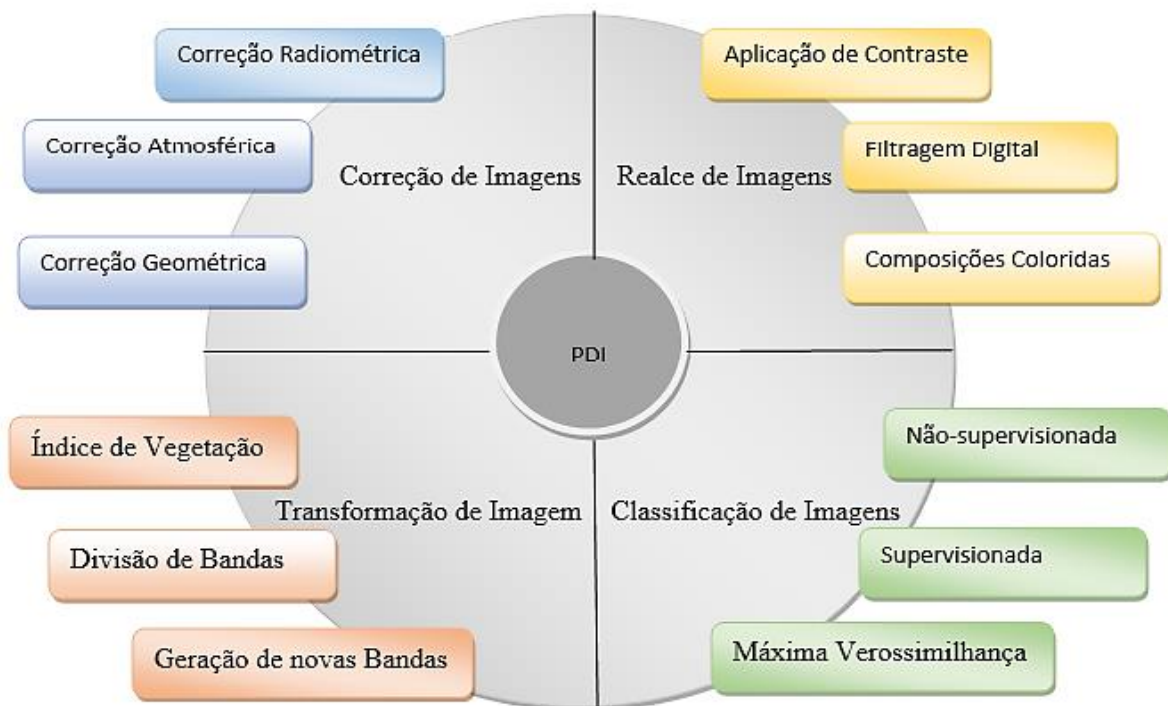 Correção Radiométrica
Correção Atmosférica
Correção Geométrica
Correção de Imagens
Aplicação de Contraste
Filtragem Digital
Composições Coloridas
Realce de Imagens
PDI
Índice de Vegetação
Divisão de Bandas
Geração de novas Bandas
Transformação de Imagem
Classificação de Imagens
Não-supervisionada
Supervisionada
Máxima Verossimilhança